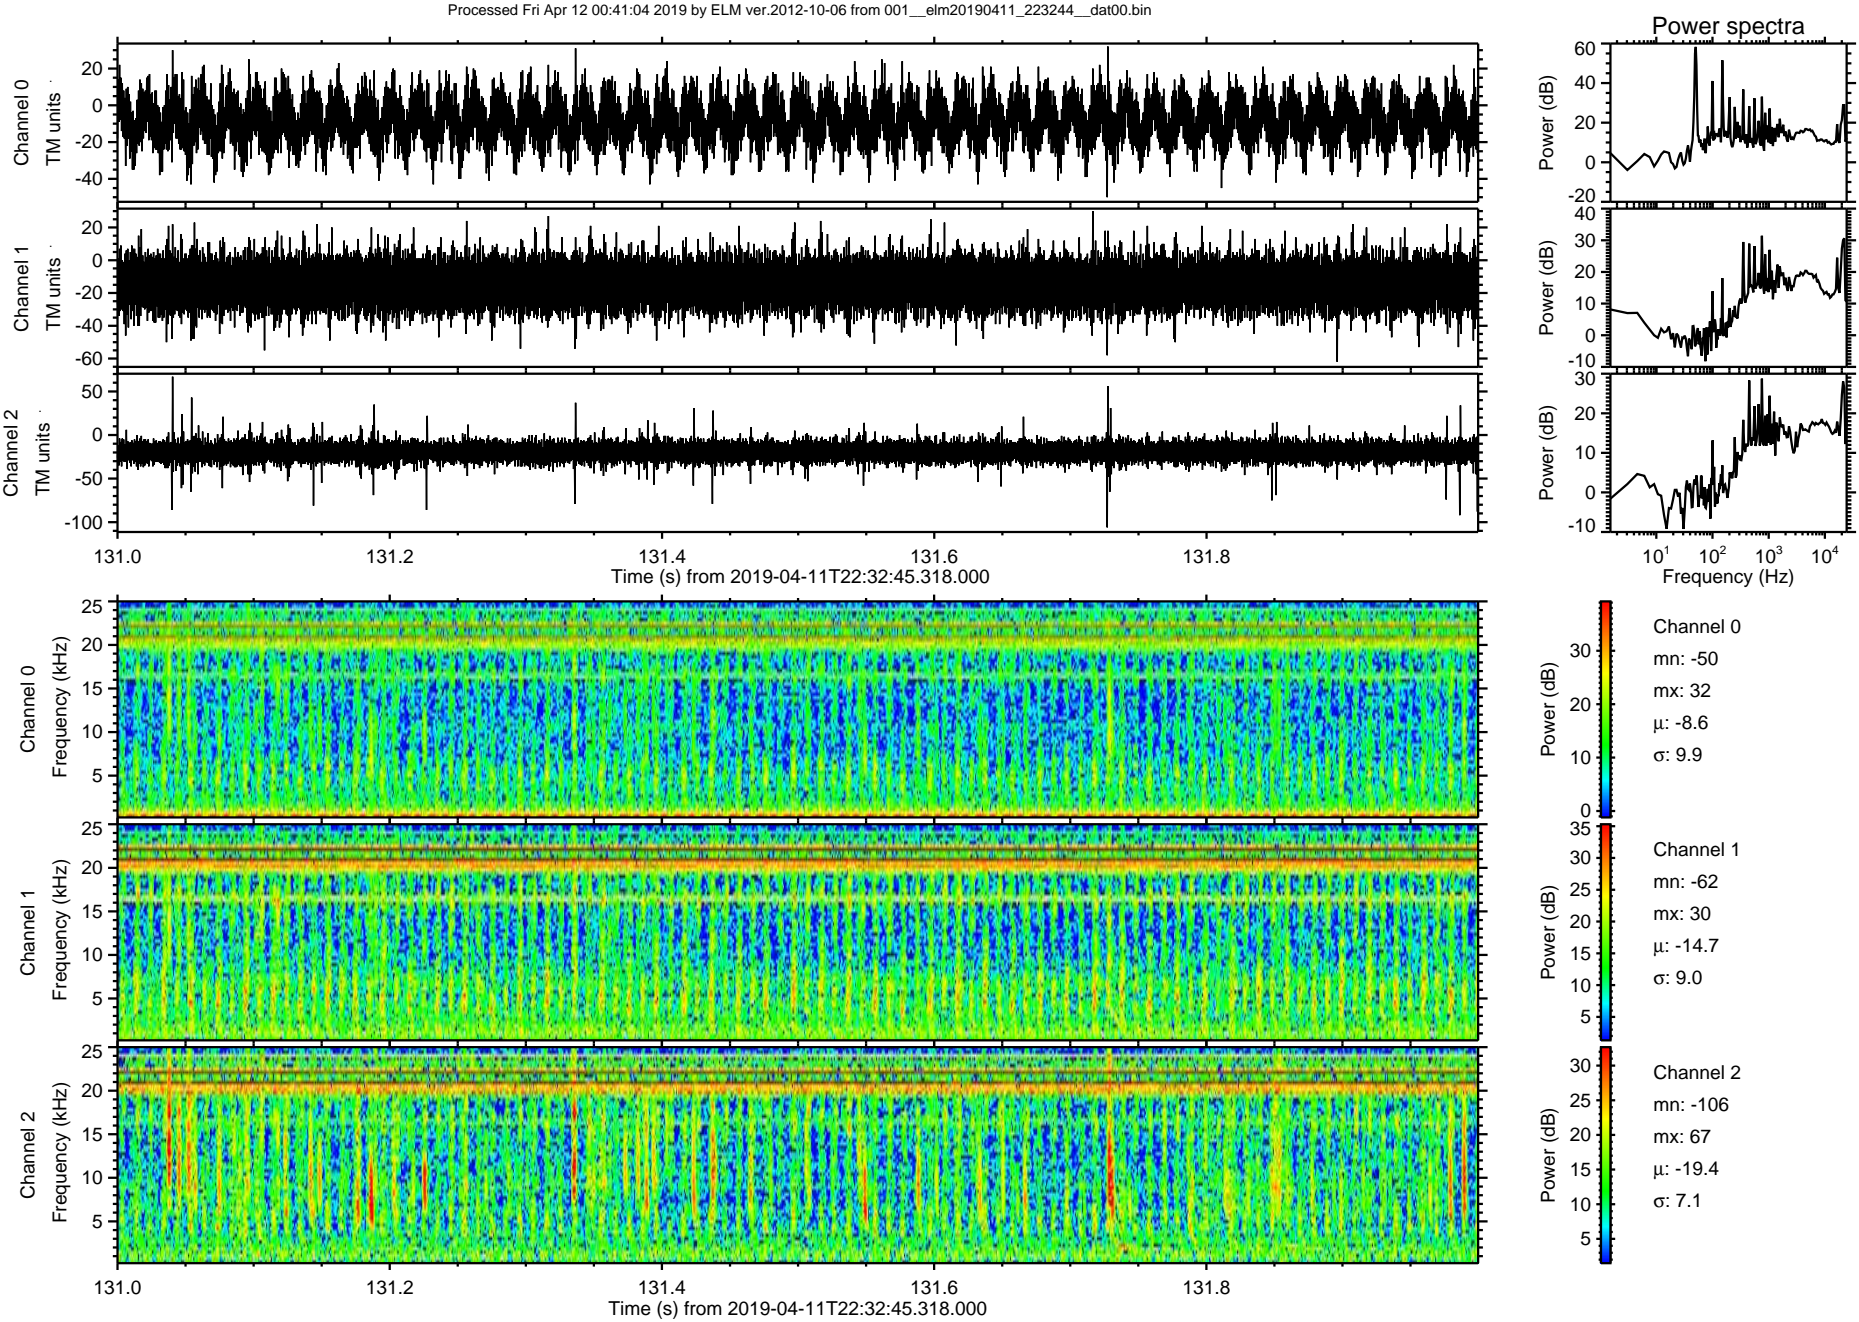 Processed Fri Apr 12 00:41:04 2019 by ELM ver.2012-10-06 from 001__elm20190411_223244__dat00.bin
Power spectra
Channel 0
TM units
20
0
-20
-40
Power (dB)
60
40
20
0
-20
Channel 1
TM units
20
0
-20
-40
-60
Power (dB)
40
30
20
10
0
-10
Channel 2
TM units
50
0
-50
-100
Power (dB)
30
20
10
0
-10
131.0 131.2 131.4 131.6 131.8
Time (s) from 2019-04-11T22:32:45.318.000
10¹ 10² 10³ 10⁴
Frequency (Hz)
Channel 0
Frequency (kHz)
25
20
15
10
5
Power (dB)
30
20
10
0
Channel 0
mn: -50
mx: 32
μ: -8.6
σ: 9.9
Channel 1
Frequency (kHz)
25
20
15
10
5
Power (dB)
35
30
25
20
15
10
5
Channel 1
mn: -62
mx: 30
μ: -14.7
σ: 9.0
Channel 2
Frequency (kHz)
25
20
15
10
5
Power (dB)
30
25
20
15
10
5
Channel 2
mn: -106
mx: 67
μ: -19.4
σ: 7.1
131.0 131.2 131.4 131.6 131.8
Time (s) from 2019-04-11T22:32:45.318.000